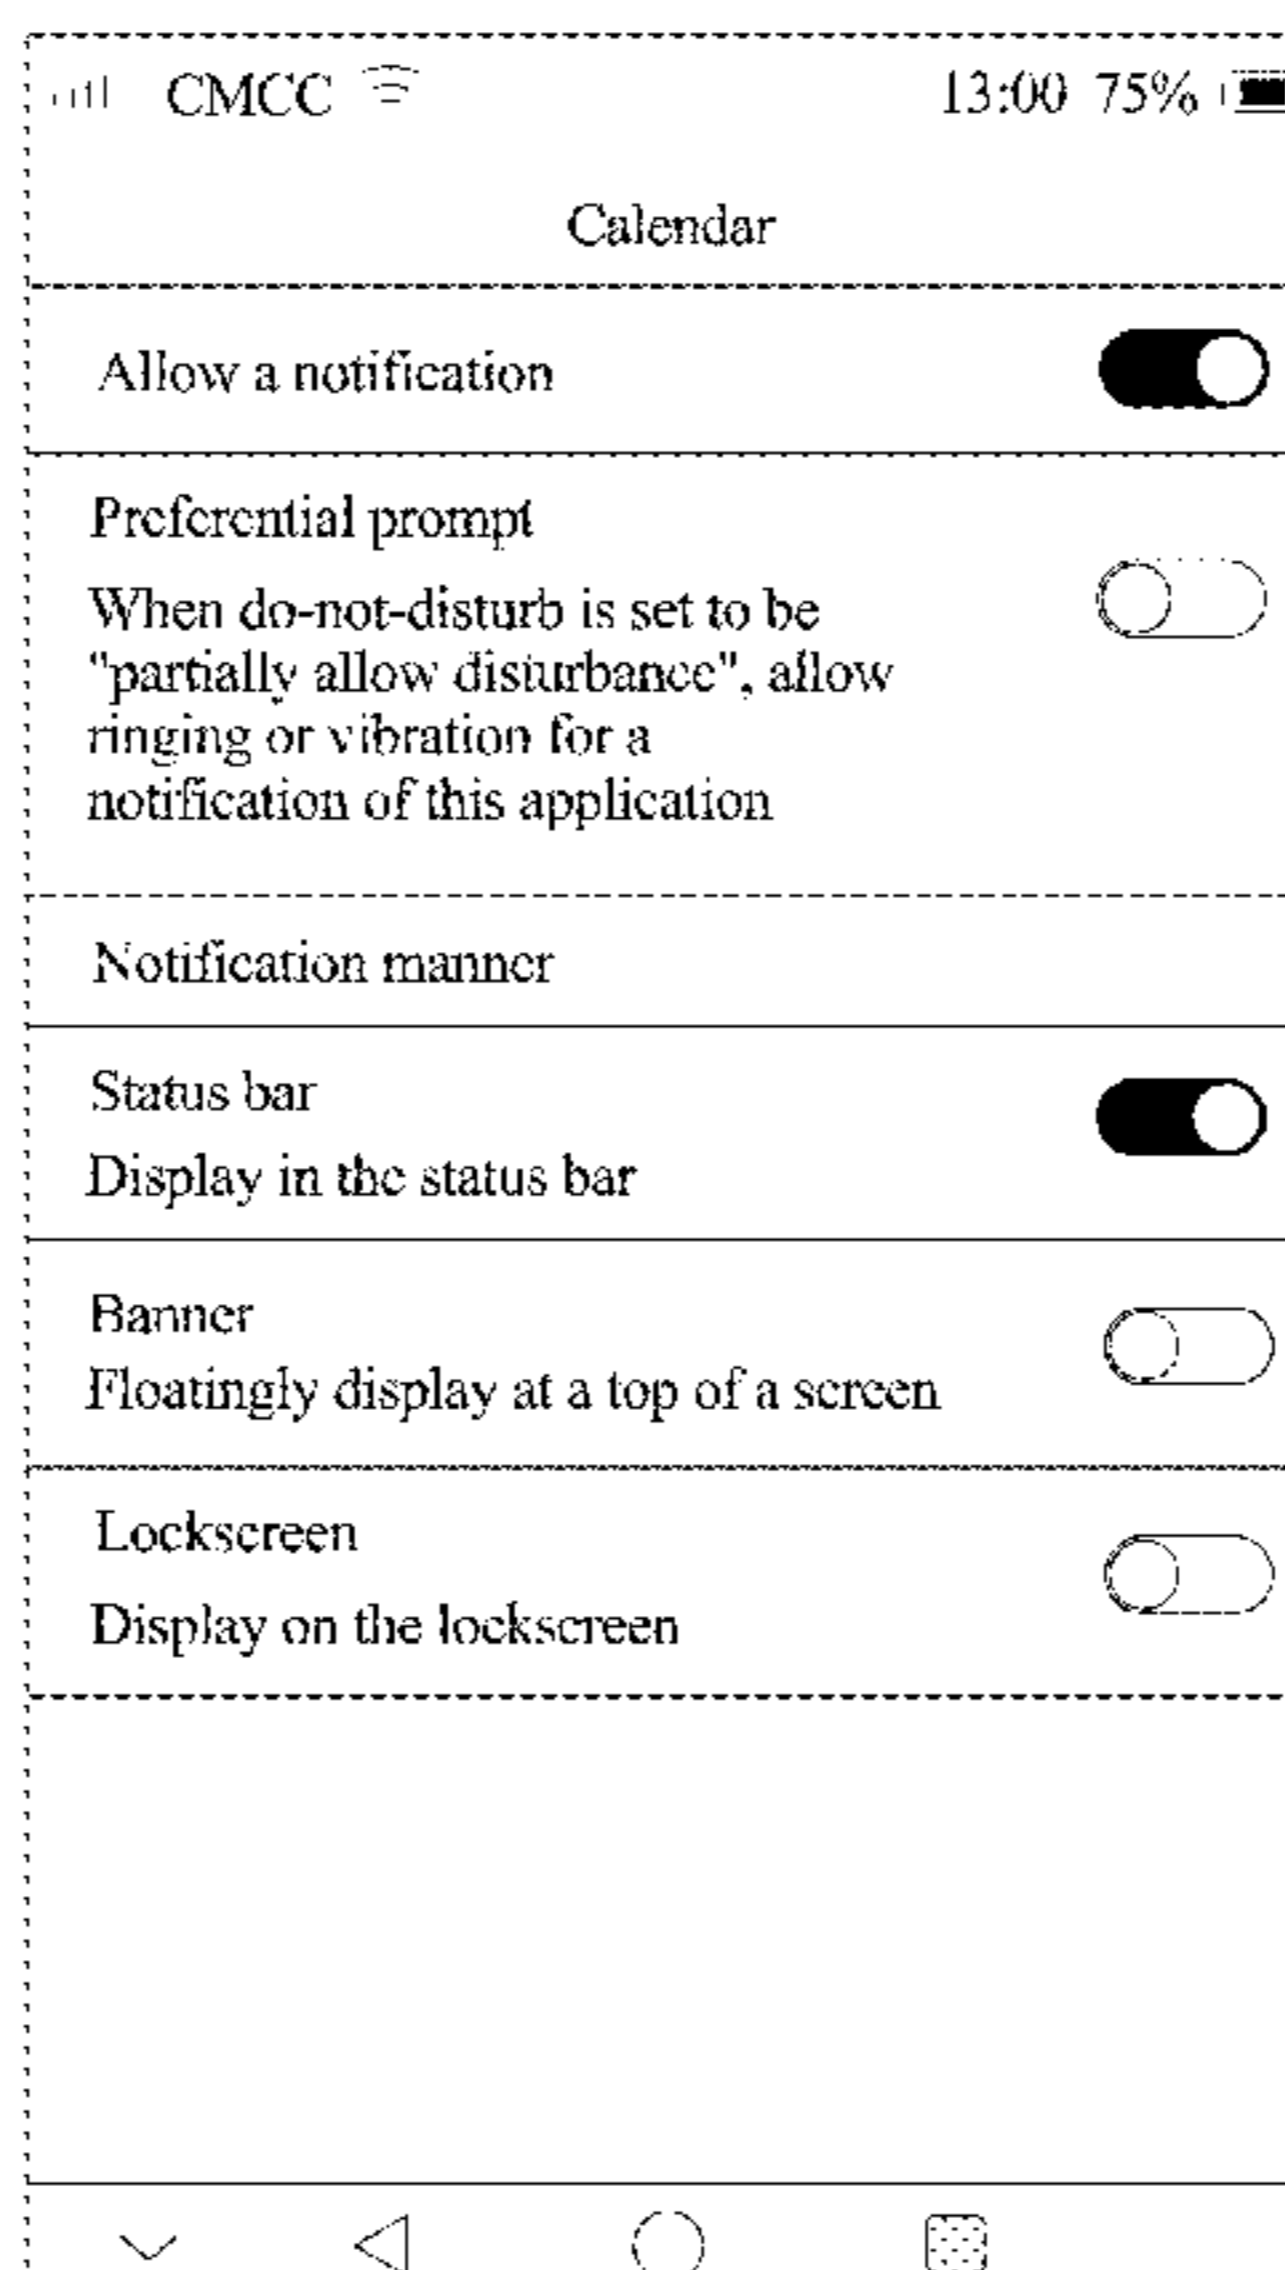 CMCC 13:00 75%
Calendar
Allow a notification
Preferential prompt
When do-not-disturb is set to be
"partially allow disturbance", allow
ringing or vibration for a
notification of this application
Notification manner
Status bar
Display in the status bar
Banner
Floatingly display at a top of a screen
Lockscreen
Display on the lockscreen